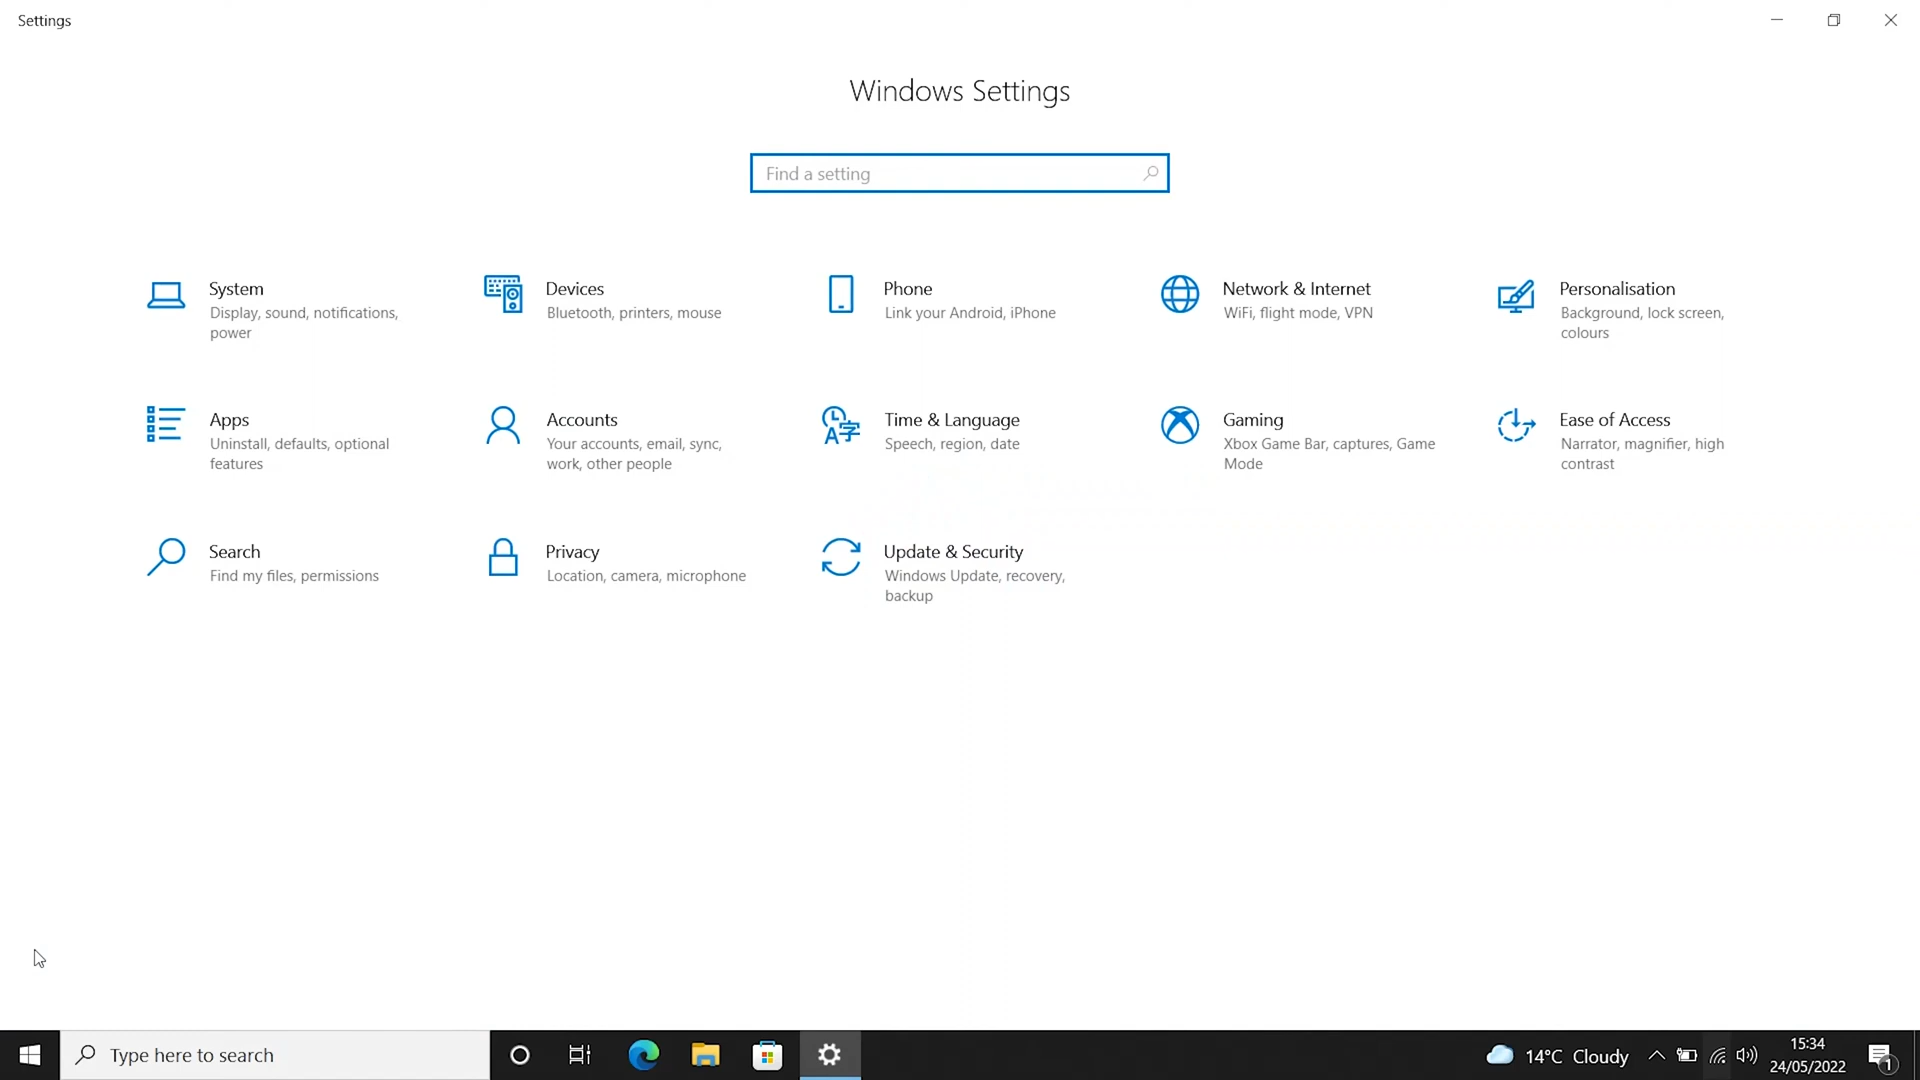 Settings
Windows Settings
Find a setting
System
Display, sound, notifications,
power
Devices
Bluetooth, printers, mouse
Phone
Link your Android, iPhone
Network & Internet
WiFi, flight mode, VPN
Personalisation
Background, lock screen,
colours
Apps
Uninstall, defaults, optional
features
Accounts
Your accounts, email, sync,
work, other people
Time & Language
Speech, region, date
Gaming
Xbox Game Bar, captures, Game
Mode
Ease of Access
Narrator, magnifier, high
contrast
Search
Find my files, permissions
Privacy
Location, camera, microphone
Update & Security
Windows Update, recovery,
backup
Type here to search
14°C Cloudy
15:34
24/05/2022
1